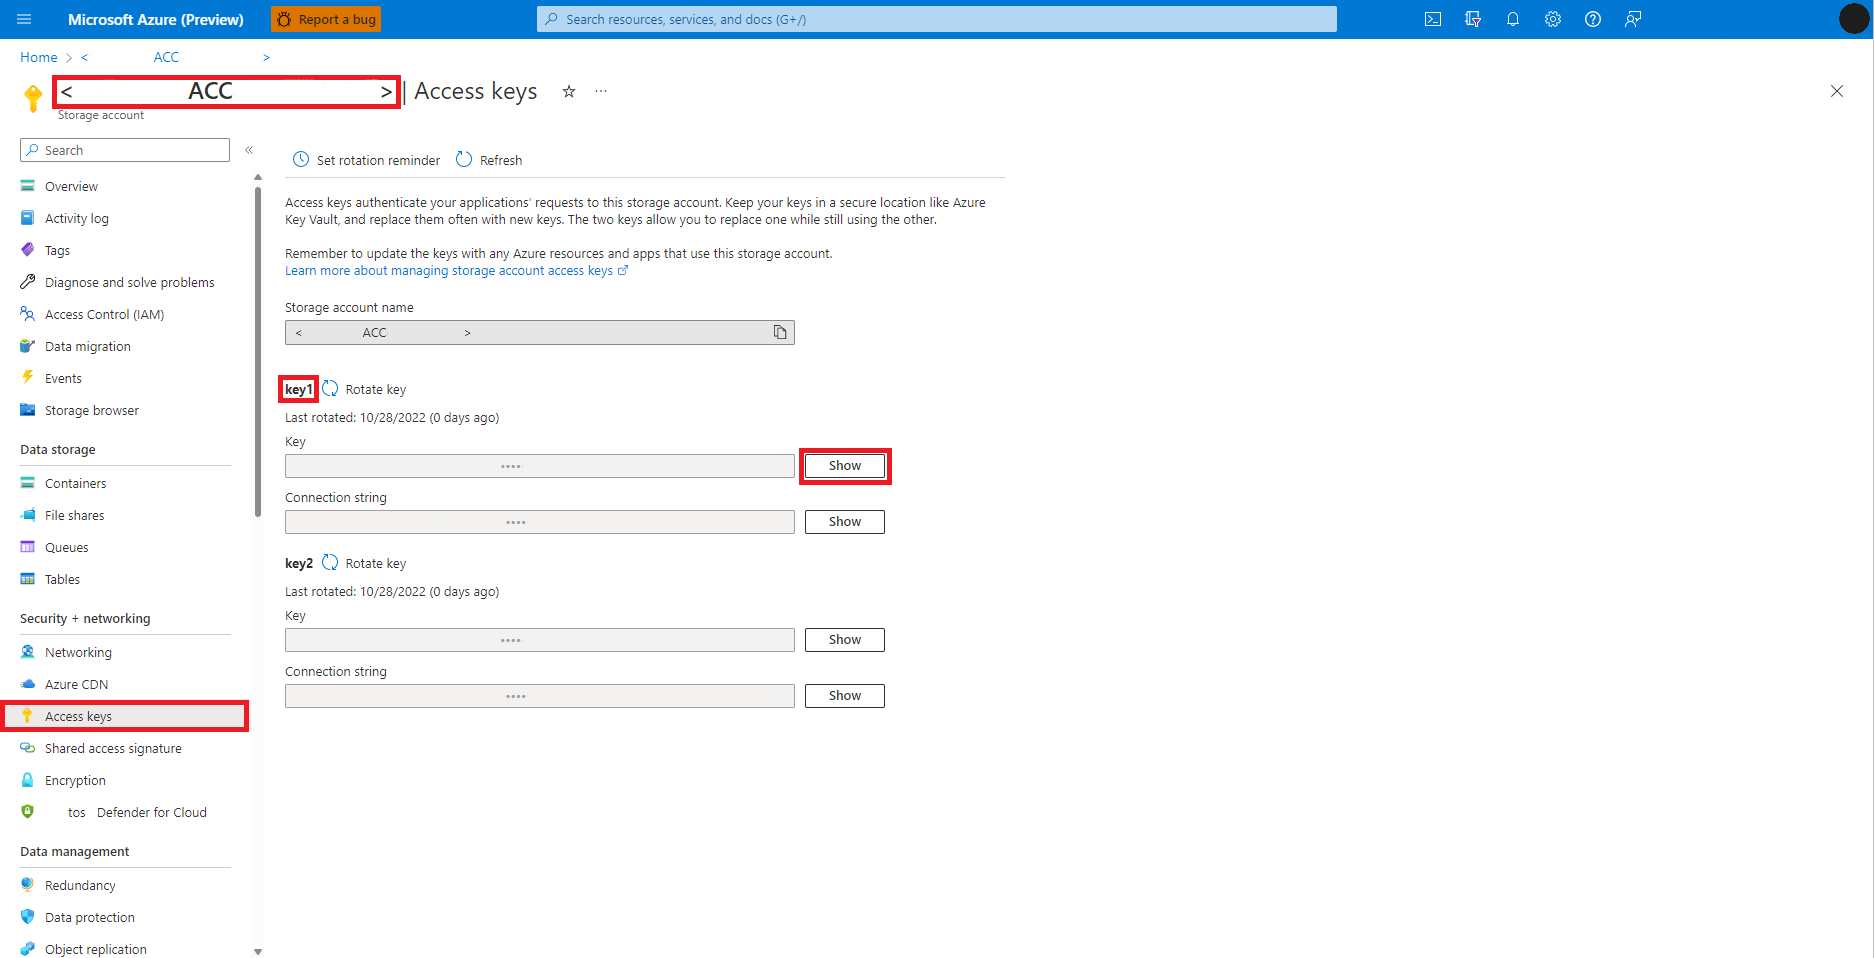 Microsoft Azure (Preview)
Report a bug
Search resources, services, and docs (G+/)
Home > < ACC >
< ACC > | Access keys ☆ ...
Storage account
Search «
Overview
Activity log
Tags
Diagnose and solve problems
Access Control (IAM)
Data migration
Events
Storage browser
Data storage
Containers
File shares
Queues
Tables
Security + networking
Networking
Azure CDN
Access keys
Shared access signature
Encryption
tos Defender for Cloud
Data management
Redundancy
Data protection
Object replication
Set rotation reminder Refresh
Access keys authenticate your applications' requests to this storage account. Keep your keys in a secure location like Azure
Key Vault, and replace them often with new keys. The two keys allow you to replace one while still using the other.
Remember to update the keys with any Azure resources and apps that use this storage account.
Learn more about managing storage account access keys
Storage account name
< ACC >
key1 Rotate key
Last rotated: 10/28/2022 (0 days ago)
Key
•••• Show
Connection string
•••• Show
key2 Rotate key
Last rotated: 10/28/2022 (0 days ago)
Key
•••• Show
Connection string
•••• Show